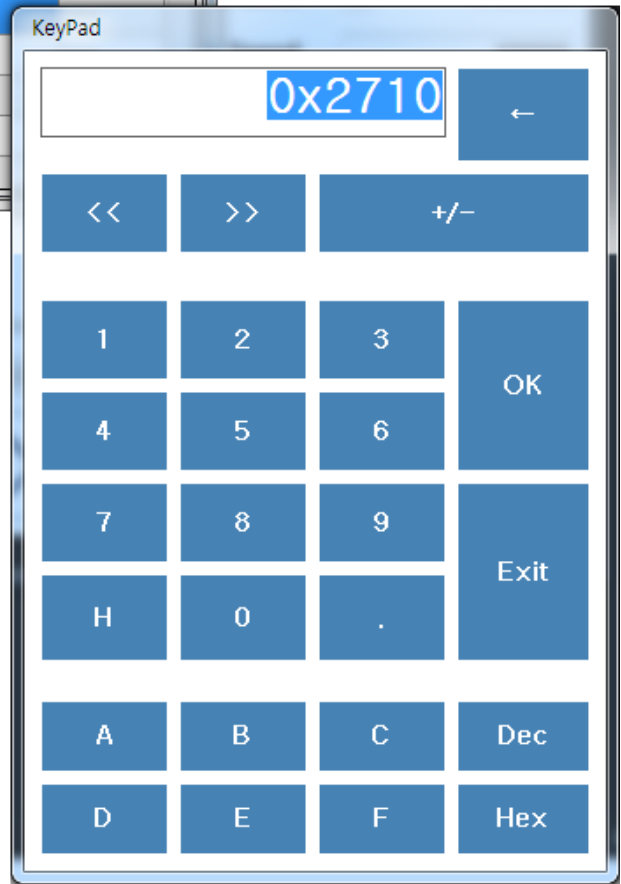 KeyPad
0x2710
←
<< >> +/-
1 2 3
OK
4 5 6
7 8 9
Exit
H 0 .
A B C Dec
D E F Hex